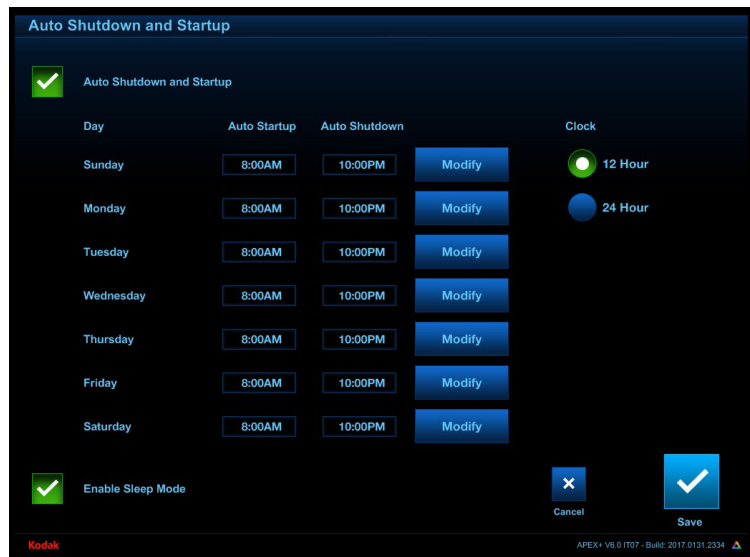 Auto Shutdown and Startup
Auto Shutdown and Startup
Day Auto Startup Auto Shutdown Clock
Sunday 8:00AM 10:00PM Modify 12 Hour
Monday 8:00AM 10:00PM Modify 24 Hour
Tuesday 8:00AM 10:00PM Modify
Wednesday 8:00AM 10:00PM Modify
Thursday 8:00AM 10:00PM Modify
Friday 8:00AM 10:00PM Modify
Saturday 8:00AM 10:00PM Modify
Enable Sleep Mode
Cancel
Save
Kodak APEX+ V6.0 IT07 - Build: 2017.0131.2334